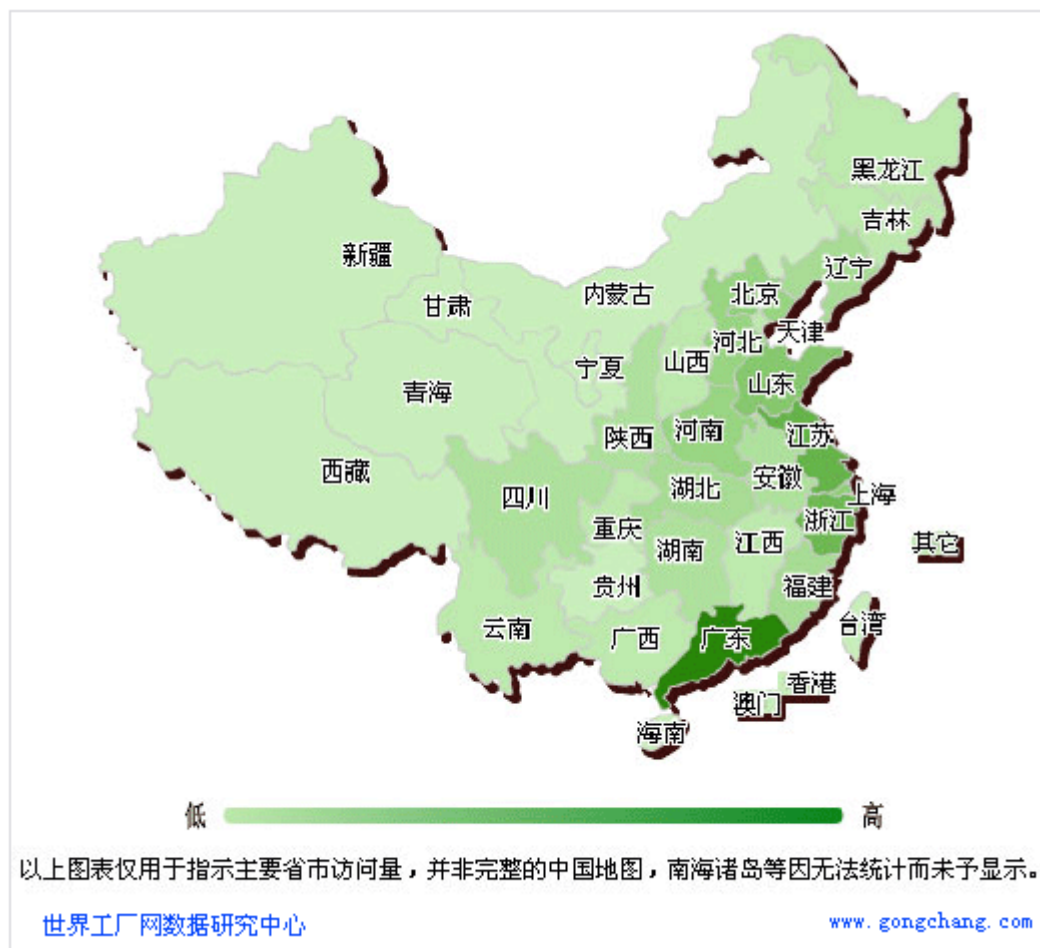 黑龙江
吉林
辽宁
新疆
内蒙古
北京
甘肃
天津
河北
山西
宁夏
山东
青海
河南
江苏
陕西
西藏
安徽
湖北
上海
四川
浙江
重庆
江西
湖南
其它
贵州
福建
台湾
云南
广西
广东
香港
澳门
海南
低 高
以上图表仅用于指示主要省市访问量，并非完整的中国地图，南海诸岛等因无法统计而未予显示。
世界工厂网数据研究中心 www.gongchang.com